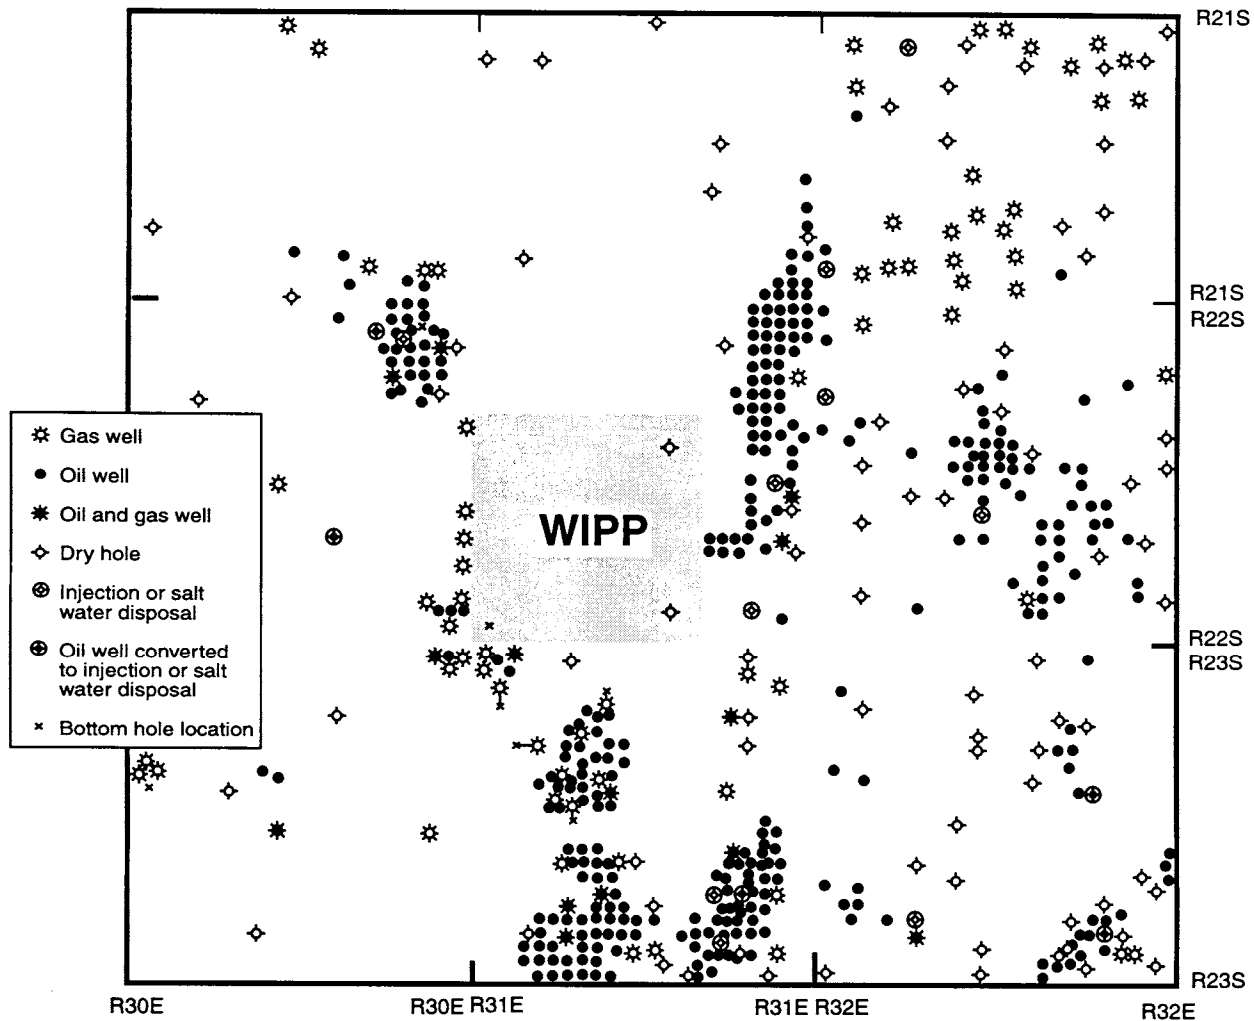 R21S
R21S
R22S
Gas well
Oil well
Oil and gas well
Dry hole
Injection or salt
water disposal
Oil well converted
to injection or salt
water disposal
Bottom hole location
WIPP
R22S
R23S
R23S
R30E
R30E R31E
R31E R32E
R32E